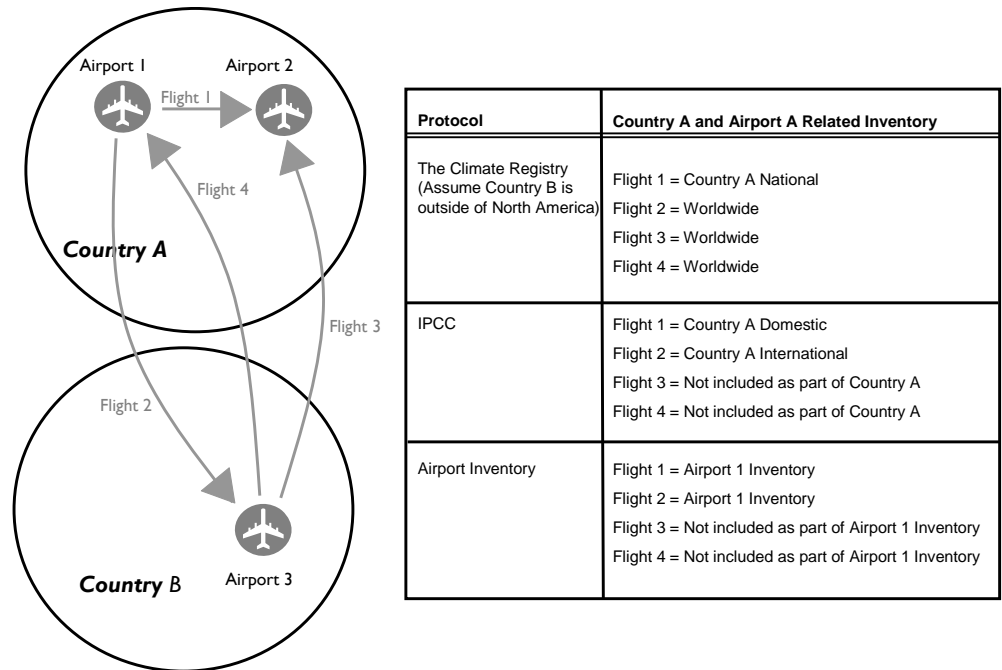 Airport 1
Airport 2
Flight 1
Flight 4
Country A
Flight 3
Flight 2
Country B
Airport 3
Protocol
Country A and Airport A Related Inventory
The Climate Registry
(Assume Country B is
outside of North America)
Flight 1 = Country A National
Flight 2 = Worldwide
Flight 3 = Worldwide
Flight 4 = Worldwide
IPCC
Flight 1 = Country A Domestic
Flight 2 = Country A International
Flight 3 = Not included as part of Country A
Flight 4 = Not included as part of Country A
Airport Inventory
Flight 1 = Airport 1 Inventory
Flight 2 = Airport 1 Inventory
Flight 3 = Not included as part of Airport 1 Inventory
Flight 4 = Not included as part of Airport 1 Inventory